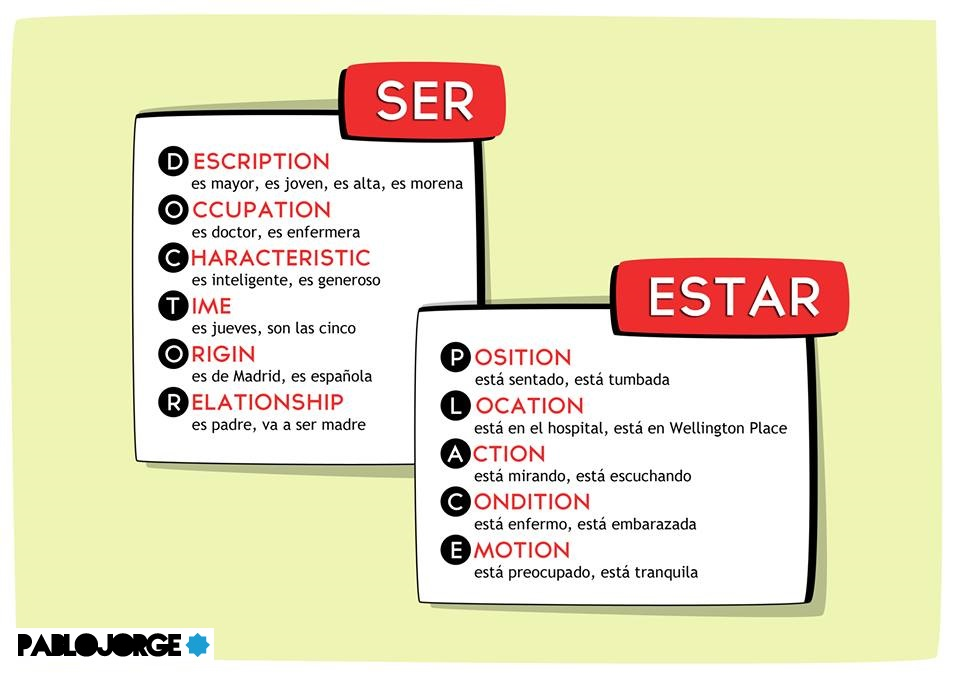 SER
DESCRIPTION
es mayor, es joven, es alta, es morena
OCCUPATION
es doctor, es enfermera
CHARACTERISTIC
es inteligente, es generoso
TIME
es jueves, son las cinco
ORIGIN
es de Madrid, es española
RELATIONSHIP
es padre, va a ser madre
ESTAR
POSITION
está sentado, está tumbada
LOCATION
está en el hospital, está en Wellington Place
ACTION
está mirando, está escuchando
CONDITION
está enfermo, está embarazada
EMOTION
está preocupado, está tranquila
PABLOJORGE